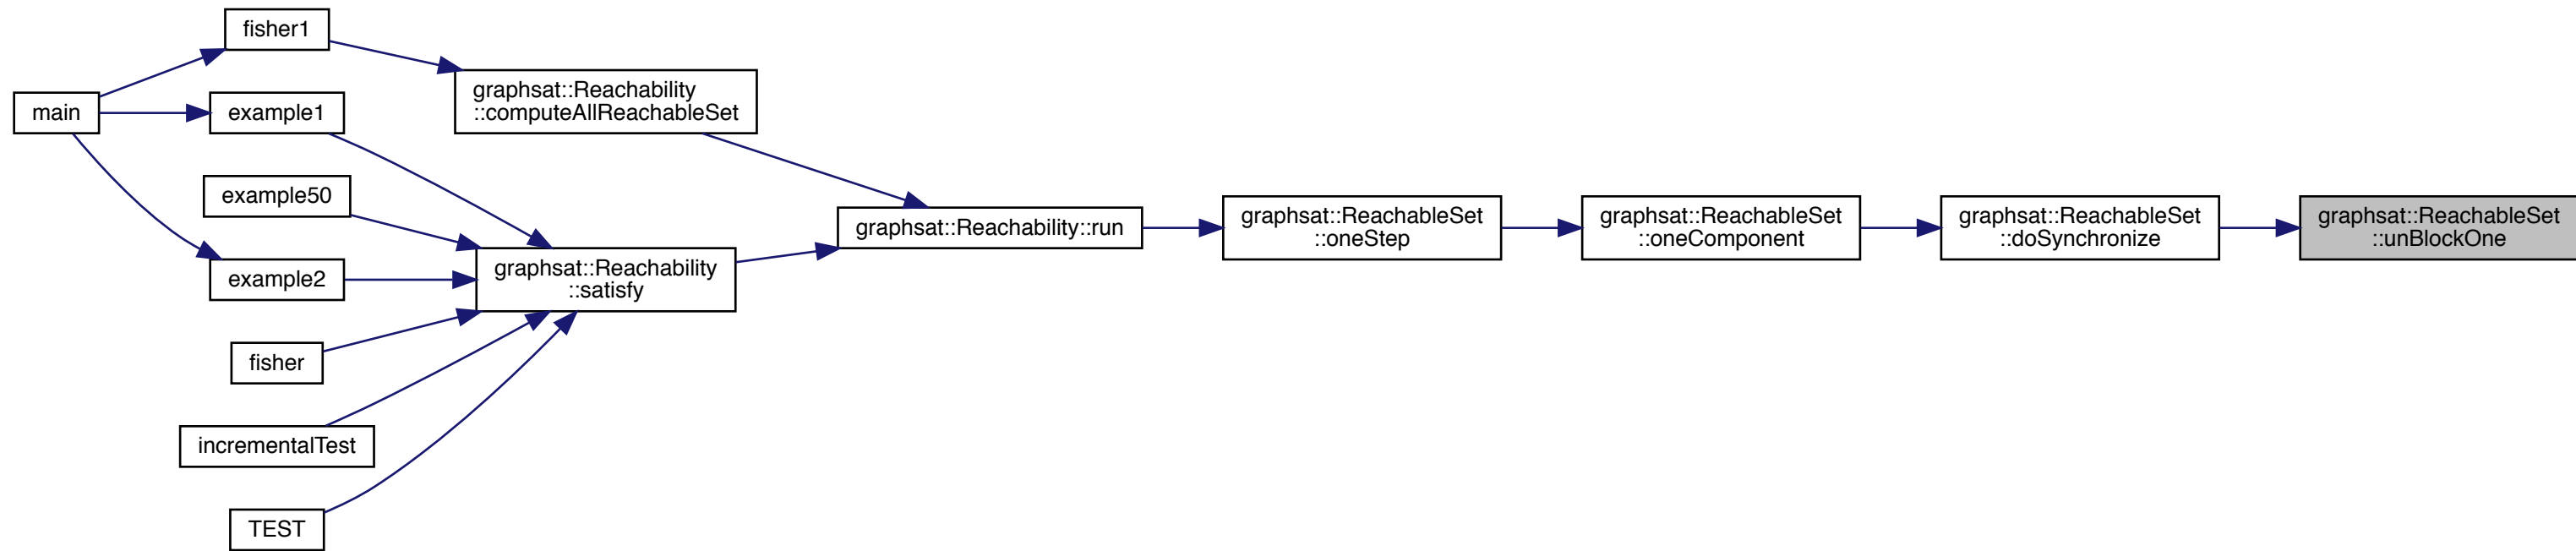 fisher1
graphsat::Reachability
::computeAllReachableSet
main
example1
example50
graphsat::Reachability::run
graphsat::ReachableSet
::oneStep
graphsat::ReachableSet
::oneComponent
graphsat::ReachableSet
::doSynchronize
graphsat::ReachableSet
::unBlockOne
example2
graphsat::Reachability
::satisfy
fisher
incrementalTest
TEST